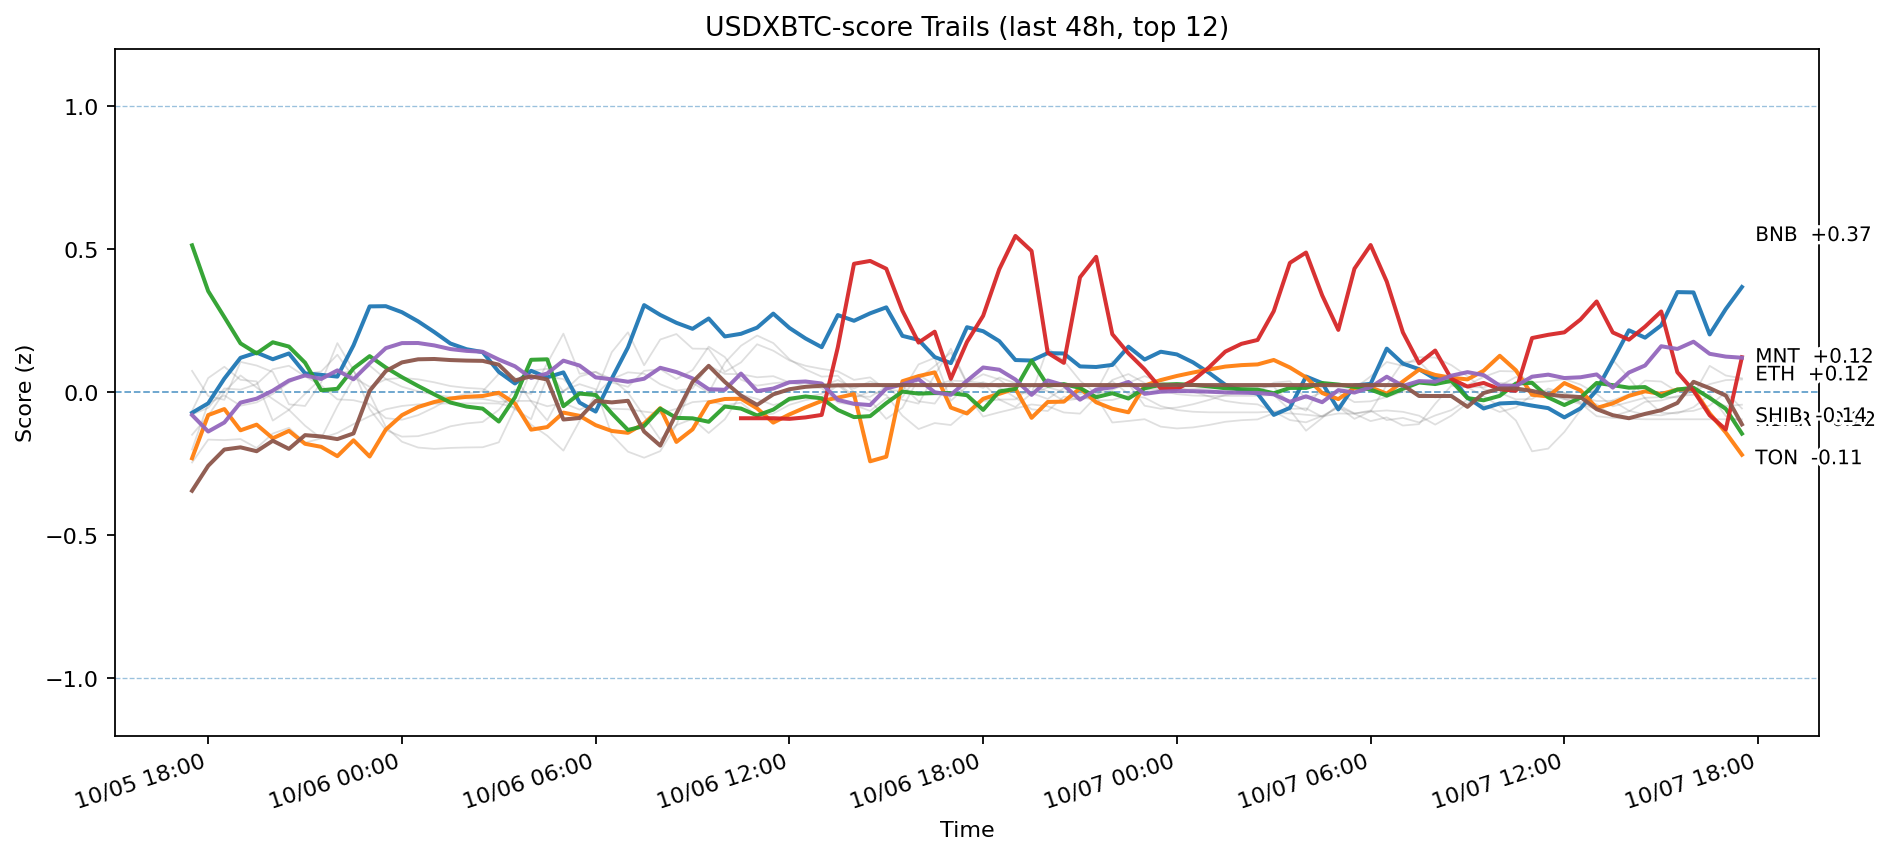 USDXBTC-score Trails (last 48h, top 12)
Score (z)
1.0
0.5
0.0
−0.5
−1.0
BNB +0.37
MNT +0.12
ETH +0.12
SHIB -0.14
TON -0.11
10/05 18:00
10/06 00:00
10/06 06:00
10/06 12:00
10/06 18:00
10/07 00:00
10/07 06:00
10/07 12:00
10/07 18:00
Time